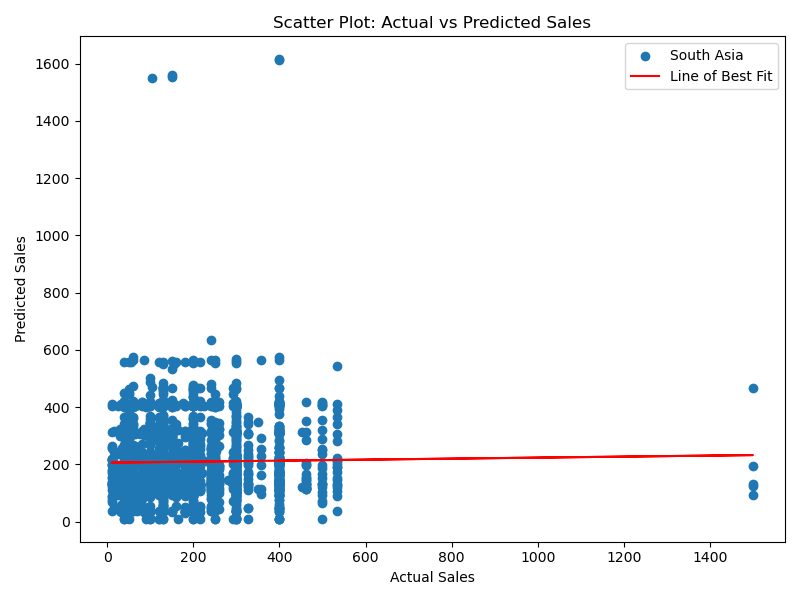 Scatter Plot: Actual vs Predicted Sales
South Asia
Line of Best Fit
1600
1400
1200
1000
800
600
400
200
0
Predicted Sales
0 200 400 600 800 1000 1200 1400
Actual Sales